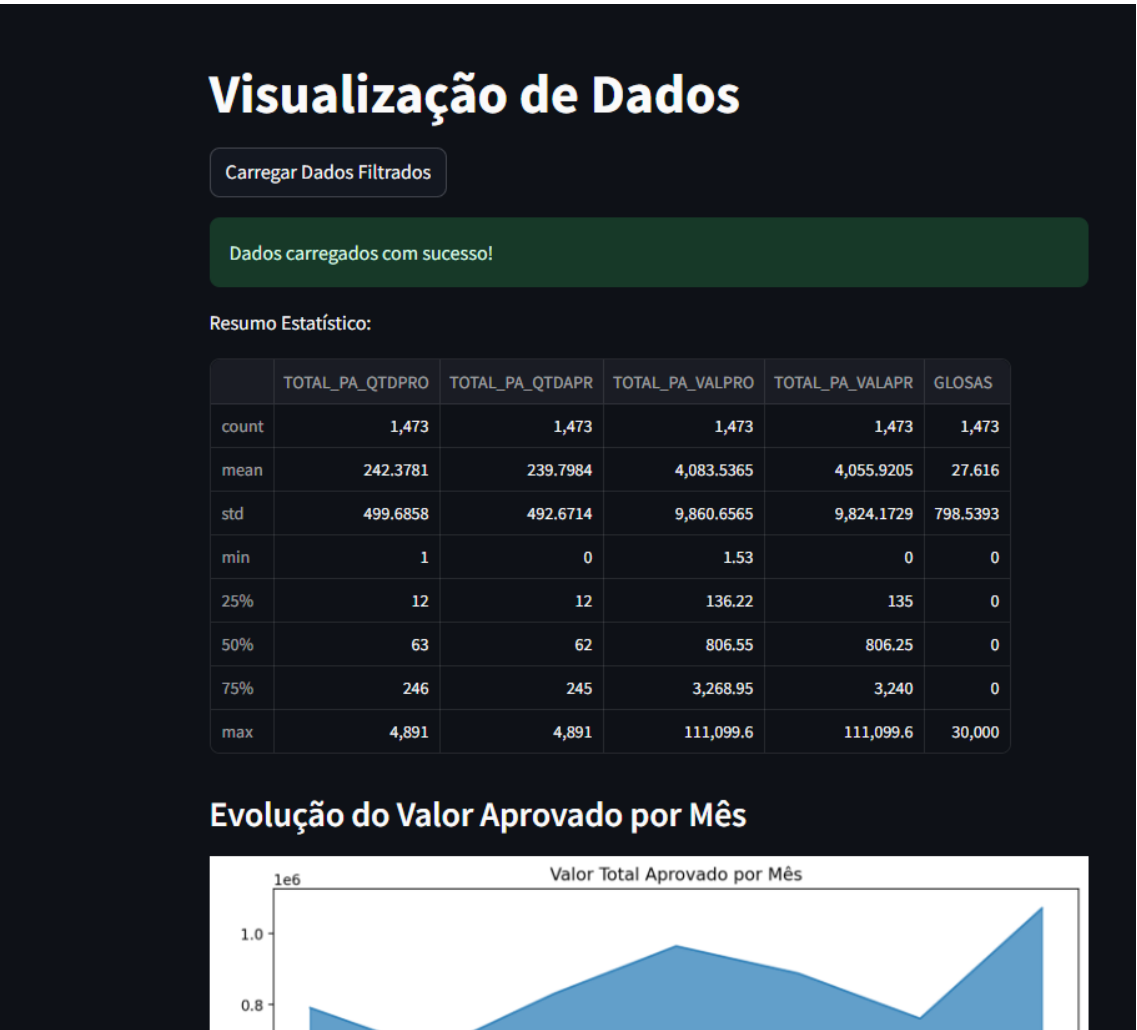 Visualização de Dados
Carregar Dados Filtrados
Dados carregados com sucesso!
Resumo Estatístico:
TOTAL_PA_QTDPRO TOTAL_PA_QTDAPR TOTAL_PA_VALPRO TOTAL_PA_VALAPR GLOSAS
count 1,473 1,473 1,473 1,473 1,473
mean 242.3781 239.7984 4,083.5365 4,055.9205 27.616
std 499.6858 492.6714 9,860.6565 9,824.1729 798.5393
min 1 0 1.53 0 0
25% 12 12 136.22 135 0
50% 63 62 806.55 806.25 0
75% 246 245 3,268.95 3,240 0
max 4,891 4,891 111,099.6 111,099.6 30,000
Evolução do Valor Aprovado por Mês
Valor Total Aprovado por Mês
1e6
1.0
0.8